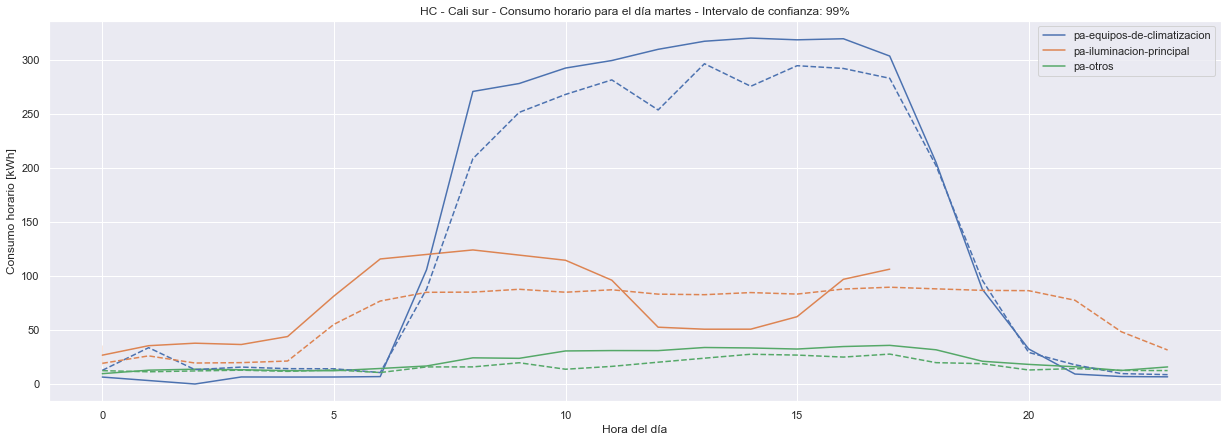 HC - Cali sur - Consumo horario para el día martes - Intervalo de confianza: 99%
pa-equipos-de-climatizacion
pa-iluminacion-principal
pa-otros
Consumo horario [kWh]
300
250
200
150
100
50
0
0
5
10
15
20
Hora del día